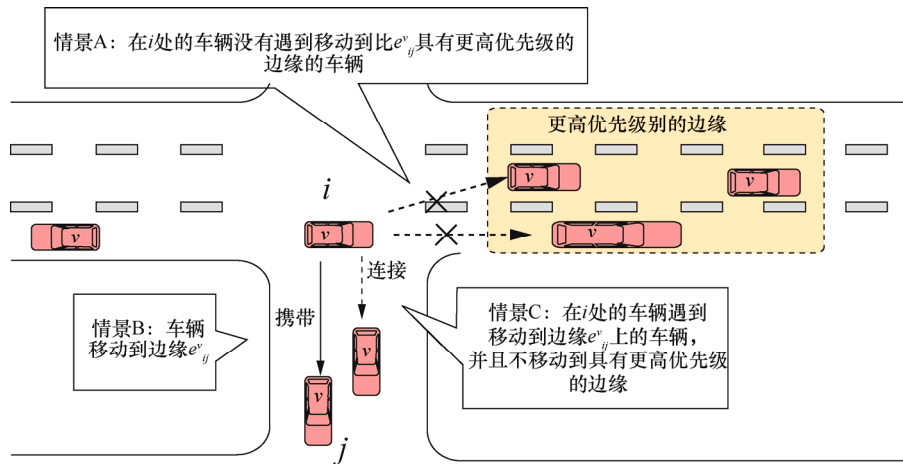 情景A：在i处的车辆没有遇到移动到比eᵛᵢⱼ具有更高优先级的
边缘的车辆
更高优先级别的边缘
v
v
i
v
v
v
连接
携带
情景B：车辆
移动到边缘eᵛᵢⱼ
情景C：在i处的车辆遇到
移动到边缘eᵛᵢⱼ上的车辆，
并且不移动到具有更高优先级
的边缘
v
v
j